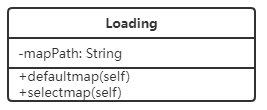 Loading
-mapPath: String
+defaultmap(self)
+selectmap(self)